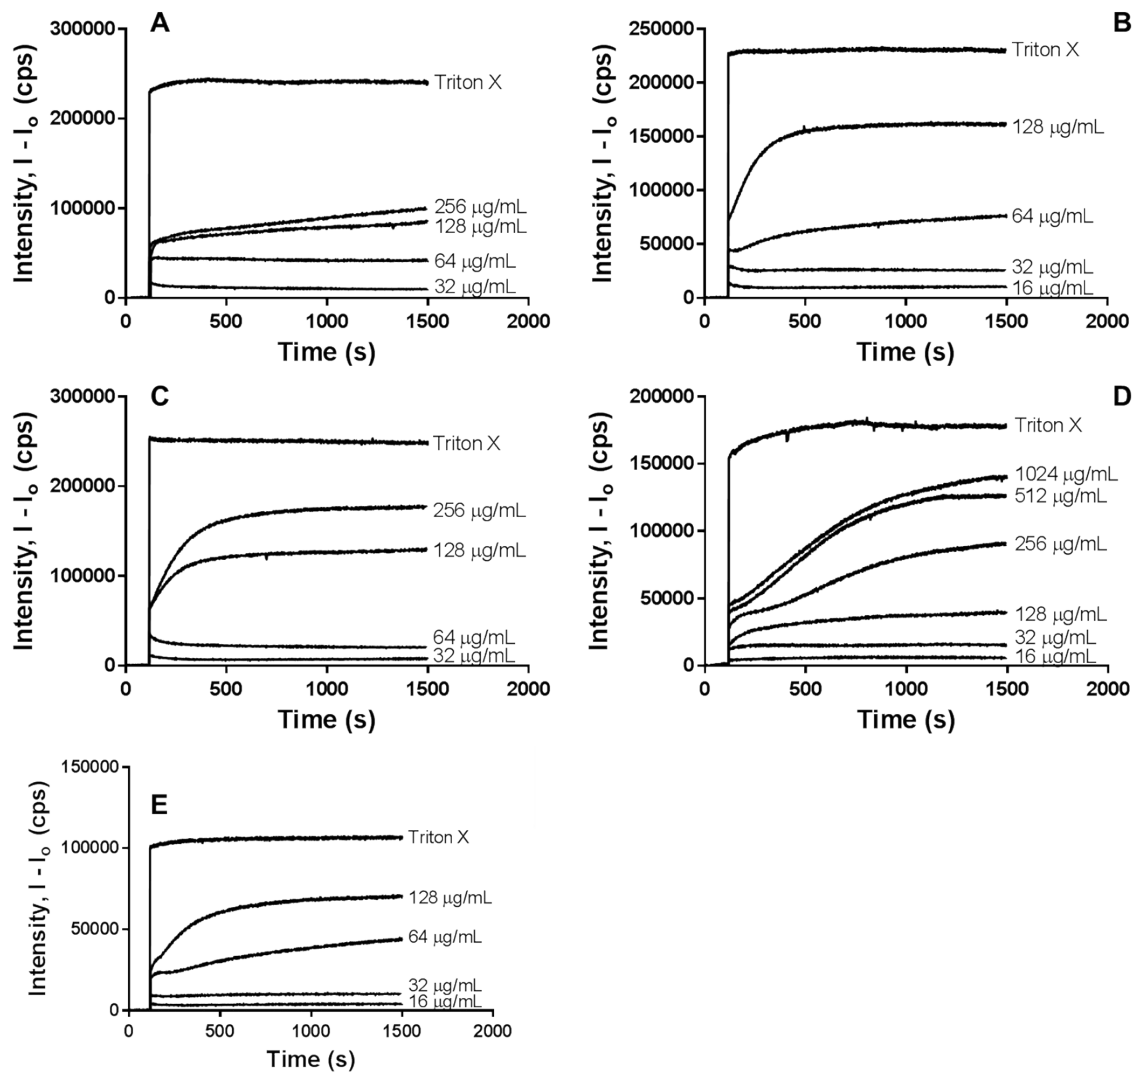 A
Intensity, I - Io (cps)
300000
200000
100000
0
Triton X
256 µg/mL
128 µg/mL
64 µg/mL
32 µg/mL
0 500 1000 1500 2000
Time (s)
B
Intensity, I - Io (cps)
250000
200000
150000
100000
50000
0
Triton X
128 µg/mL
64 µg/mL
32 µg/mL
16 µg/mL
0 500 1000 1500 2000
Time (s)
C
Intensity, I - Io (cps)
300000
200000
100000
0
Triton X
256 µg/mL
128 µg/mL
64 µg/mL
32 µg/mL
0 500 1000 1500 2000
Time (s)
D
Intensity, I - Io (cps)
200000
150000
100000
50000
0
Triton X
1024 µg/mL
512 µg/mL
256 µg/mL
128 µg/mL
32 µg/mL
16 µg/mL
0 500 1000 1500 2000
Time (s)
E
Intensity, I - Io (cps)
150000
100000
50000
0
Triton X
128 µg/mL
64 µg/mL
32 µg/mL
16 µg/mL
0 500 1000 1500 2000
Time (s)